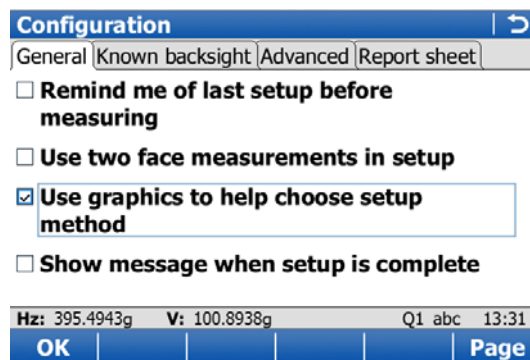 Configuration
General Known backsight Advanced Report sheet
Remind me of last setup before
measuring
Use two face measurements in setup
Use graphics to help choose setup
method
Show message when setup is complete
Hz: 395.4943g V: 100.8938g Q1 abc 13:31
OK Page